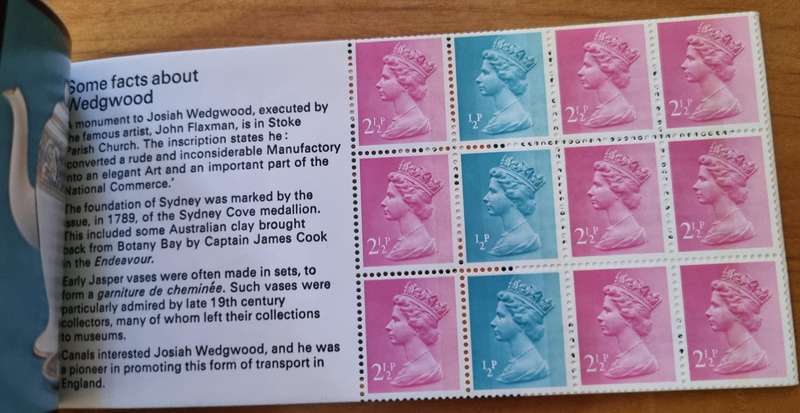 Some facts about
Wedgwood
A monument to Josiah Wedgwood, executed by
the famous artist, John Flaxman, is in Stoke
Parish Church. The inscription states he:
converted a rude and inconsiderable Manufactory
into an elegant Art and an important part of the
National Commerce.'
The foundation of Sydney was marked by the
issue, in 1789, of the Sydney Cove medallion.
This included some Australian clay brought
back from Botany Bay by Captain James Cook
in the Endeavour.
Early Jasper vases were often made in sets, to
form a garniture de cheminée. Such vases were
particularly admired by late 19th century
collectors, many of whom left their collections
to museums.
Canals interested Josiah Wedgwood, and he was
a pioneer in promoting this form of transport in
England.
2½P ½P 2½P 2½P
2½P ½P 2½P 2½P
2½P ½P 2½P 2½P